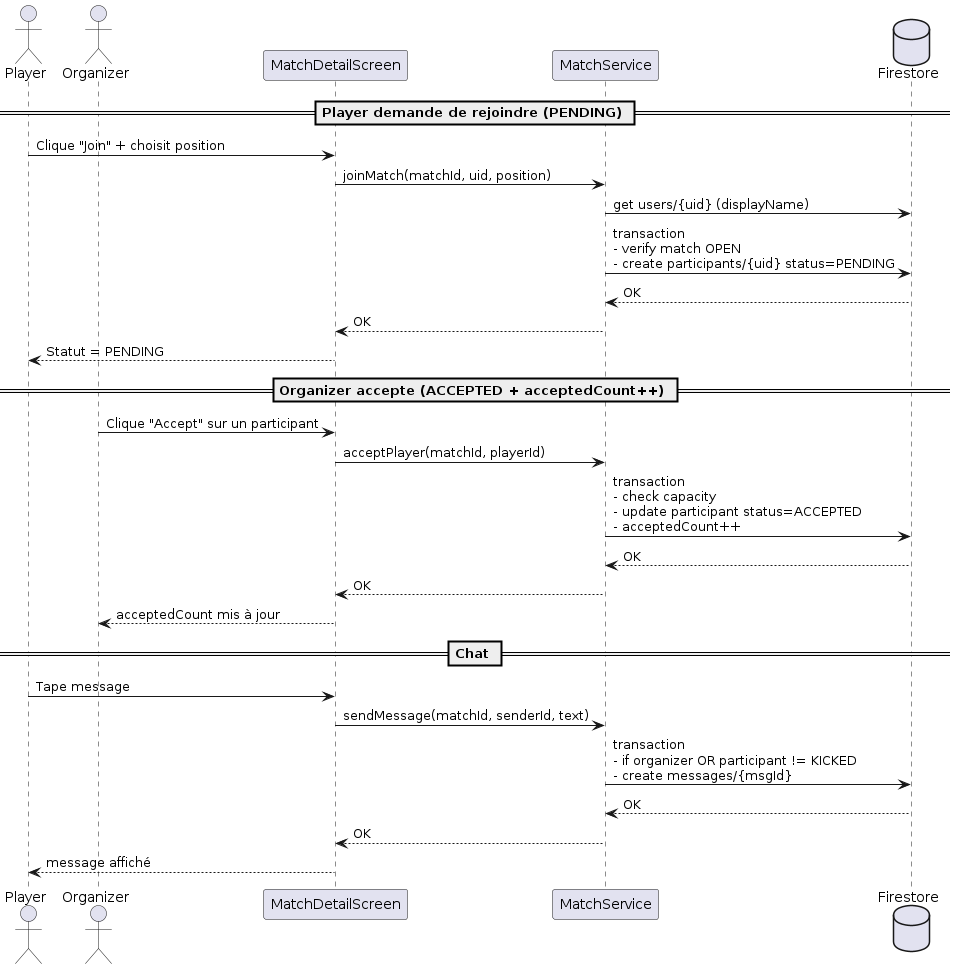 Player
Organizer
MatchDetailScreen
MatchService
Firestore
Player demande de rejoindre (PENDING)
Clique "Join" + choisit position
joinMatch(matchId, uid, position)
get users/{uid} (displayName)
transaction
- verify match OPEN
- create participants/{uid} status=PENDING
OK
OK
Statut = PENDING
Organizer accepte (ACCEPTED + acceptedCount++)
Clique "Accept" sur un participant
acceptPlayer(matchId, playerId)
transaction
- check capacity
- update participant status=ACCEPTED
- acceptedCount++
OK
OK
acceptedCount mis à jour
Chat
Tape message
sendMessage(matchId, senderId, text)
transaction
- if organizer OR participant != KICKED
- create messages/{msgId}
OK
OK
message affiché
Player
Organizer
MatchDetailScreen
MatchService
Firestore